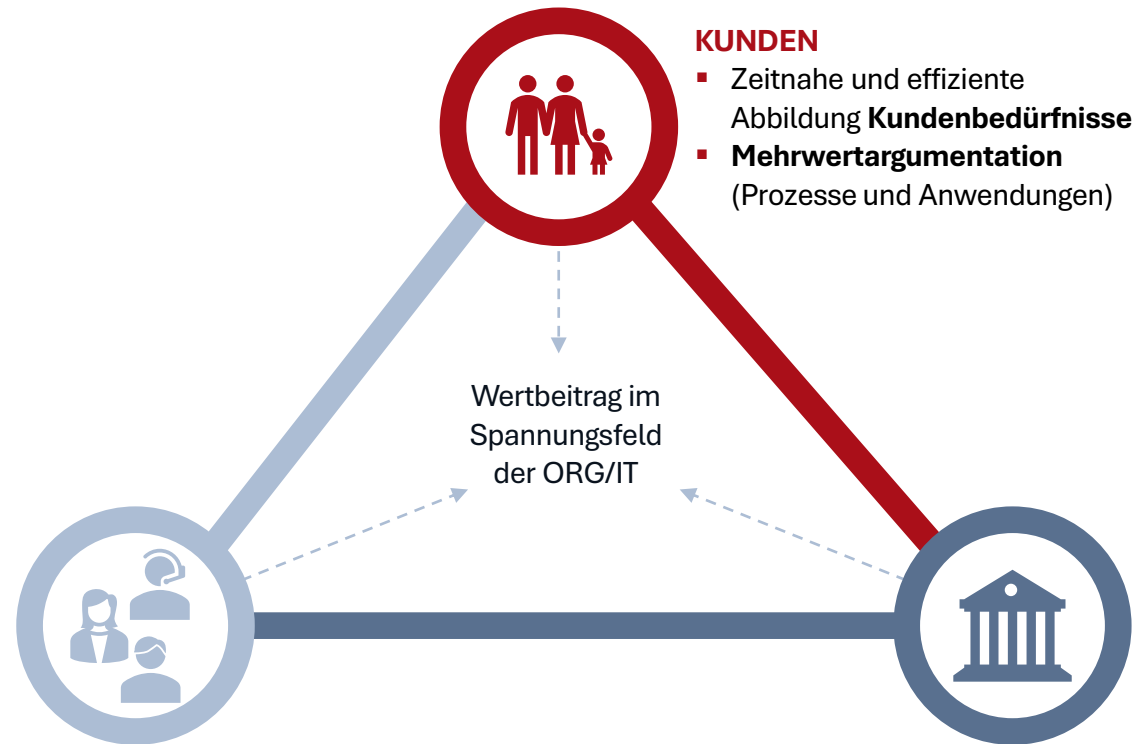 KUNDEN
▪ Zeitnahe und effiziente
Abbildung Kundenbedürfnisse
▪ Mehrwertargumentation
(Prozesse und Anwendungen)
Wertbeitrag im
Spannungsfeld
der ORG/IT